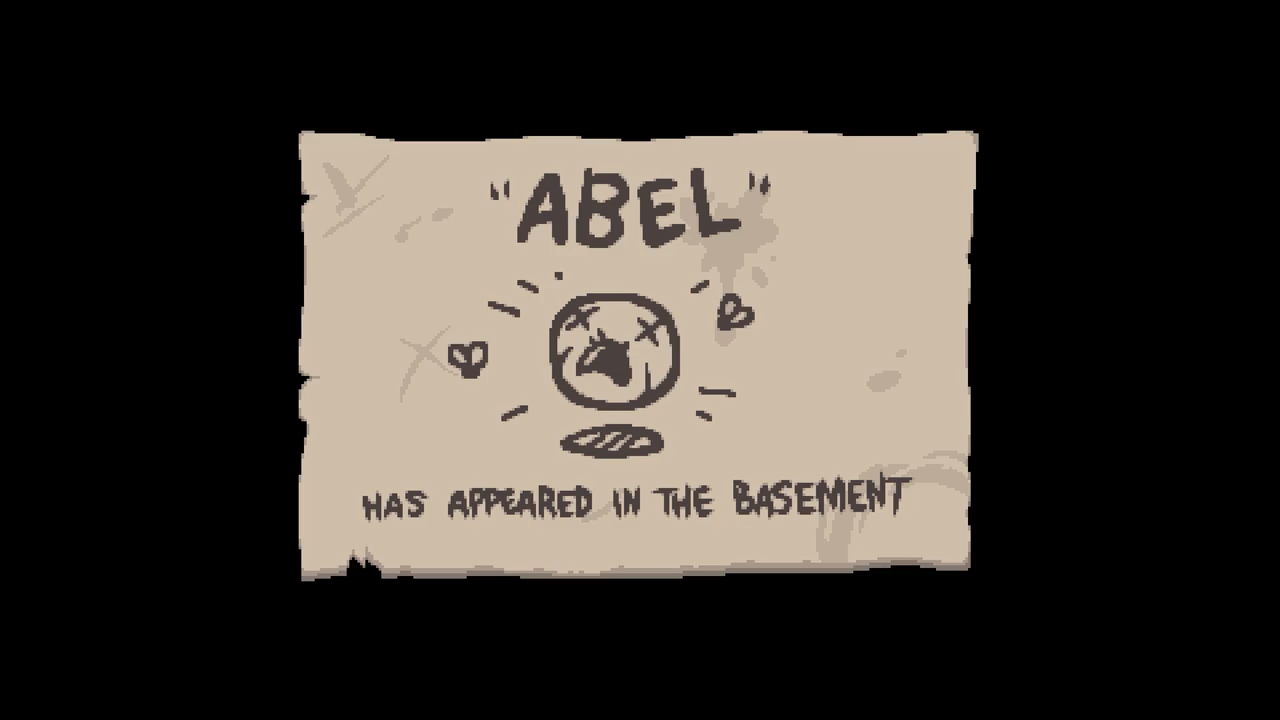 "ABEL"
HAS APPEARED IN THE BASEMENT